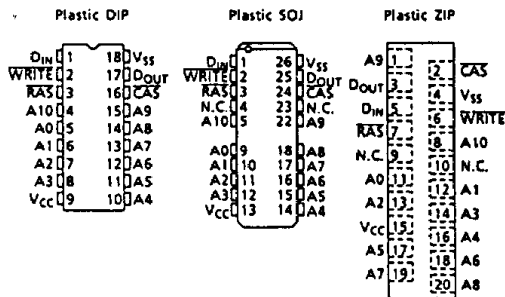 Plastic DIP
DIN 1 18 VSS
WRITE 2 17 DOUT
RAS 3 16 CAS
A10 4 15 A9
A0 5 14 A8
A1 6 13 A7
A2 7 12 A6
A3 8 11 A5
VCC 9 10 A4
Plastic SOJ
DIN 1 26 VSS
WRITE 2 25 DOUT
RAS 3 24 CAS
N.C. 4 23 N.C.
A10 5 22 A9
A0 9 18 A8
A1 10 17 A7
A2 11 16 A6
A3 12 15 A5
VCC 13 14 A4
Plastic ZIP
A9 1
2 CAS
DOUT 3
4 VSS
DIN 5
6 WRITE
RAS 7
8 A10
N.C. 9
10 N.C.
A0 11
12 A1
A2 13
14 A3
VCC 15
16 A4
A5 17
18 A6
A7 19
20 A8